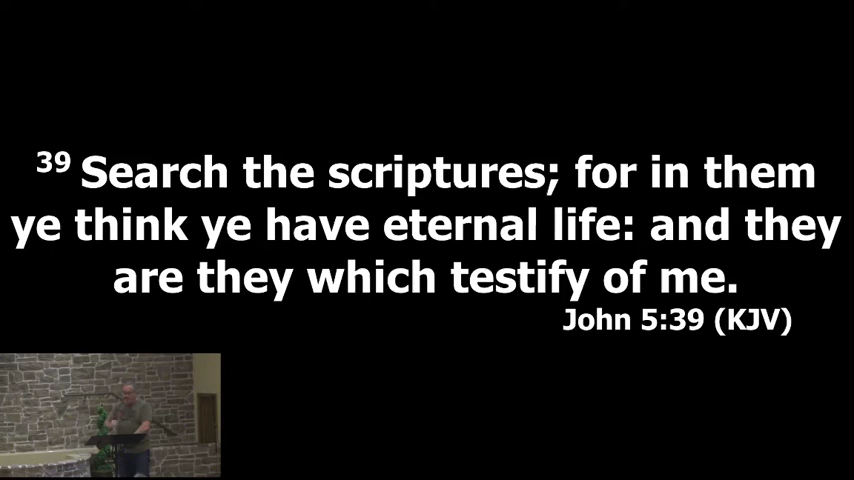 39 Search the scriptures; for in them
ye think ye have eternal life: and they
are they which testify of me.
John 5:39 (KJV)